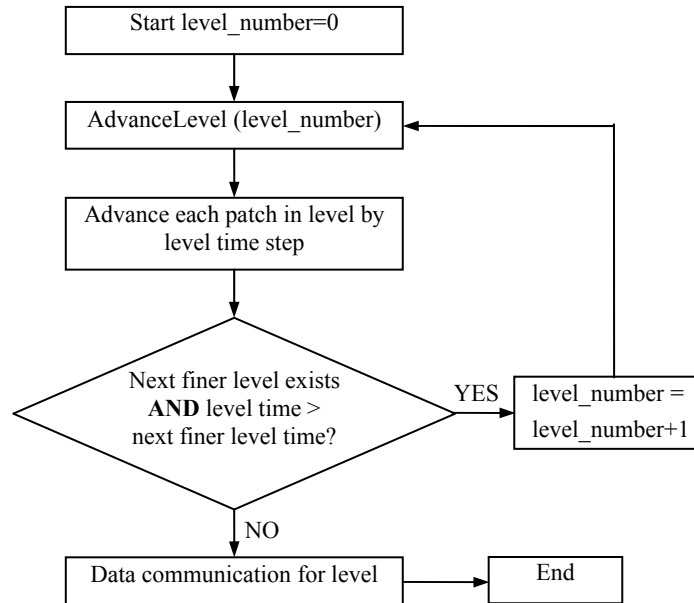 Start level_number=0
AdvanceLevel (level_number)
Advance each patch in level by
level time step
Next finer level exists
AND level time >
next finer level time?
YES
level_number =
level_number+1
NO
Data communication for level
End